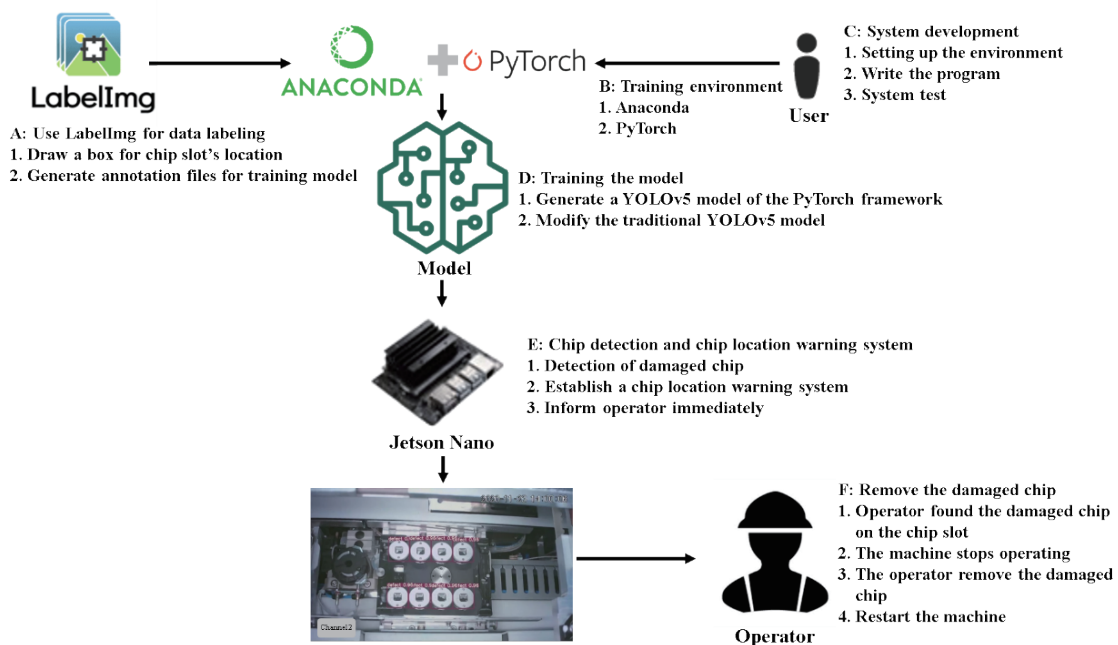 LabelImg
ANACONDA
PyTorch
A: Use LabelImg for data labeling
1. Draw a box for chip slot's location
2. Generate annotation files for training model
B: Training environment
1. Anaconda
2. PyTorch
User
C: System development
1. Setting up the environment
2. Write the program
3. System test
Model
D: Training the model
1. Generate a YOLOv5 model of the PyTorch framework
2. Modify the traditional YOLOv5 model
Jetson Nano
E: Chip detection and chip location warning system
1. Detection of damaged chip
2. Establish a chip location warning system
3. Inform operator immediately
Channel2
Operator
F: Remove the damaged chip
1. Operator found the damaged chip
on the chip slot
2. The machine stops operating
3. The operator remove the damaged
chip
4. Restart the machine